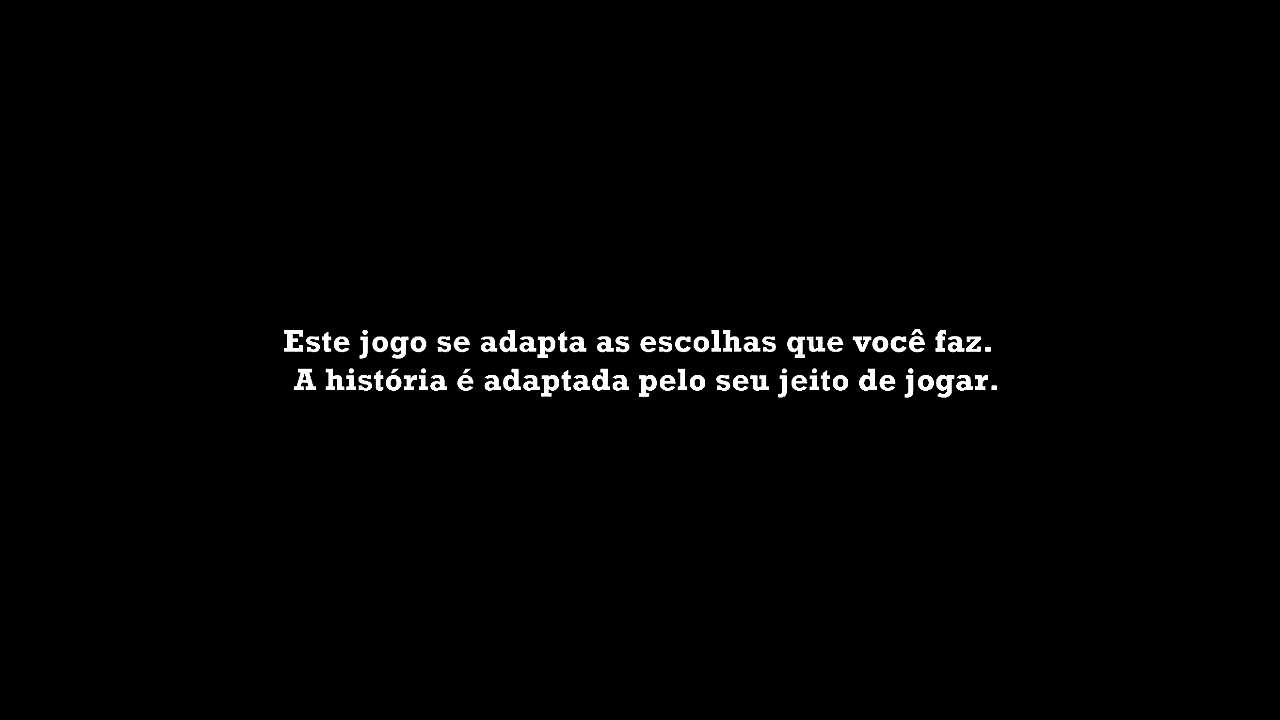 Este jogo se adapta as escolhas que você faz.
A história é adaptada pelo seu jeito de jogar.